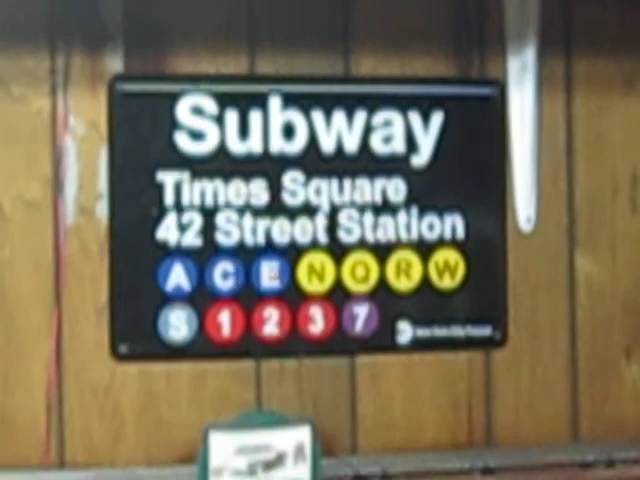 Subway
Times Square
42 Street Station
A C E N Q R W
S 1 2 3 7